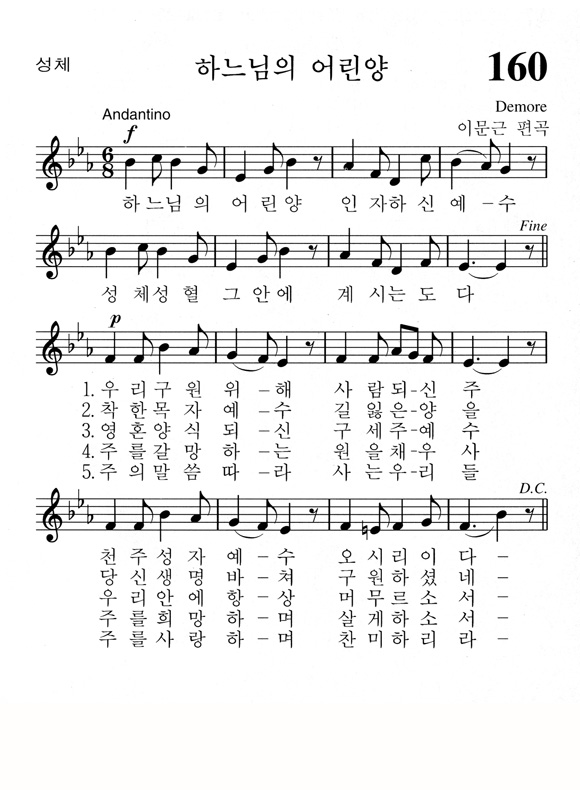 성체 하느님의 어린양 160
Demore
Andantino 이문근 편곡
f
6
8
하느님의 어린양 인자하신예-수
Fine
성체성혈 그안에 계시는도다
p
1.우리구원위-해 사람되-신주
2.착한목자예-수 길잃은-양을
3.영혼양식되-신 구세주-예수
4.주를갈망하-는 원을채-우사
5.주의말씀따-라 사는우-리들
D.C.
천주성자예-수 오시리이다-
당신생명바-쳐 구원하셨네-
우리안에항-상 머무르소서-
주를희망하-며 살게하소서-
주를사랑하-며 찬미하리라-